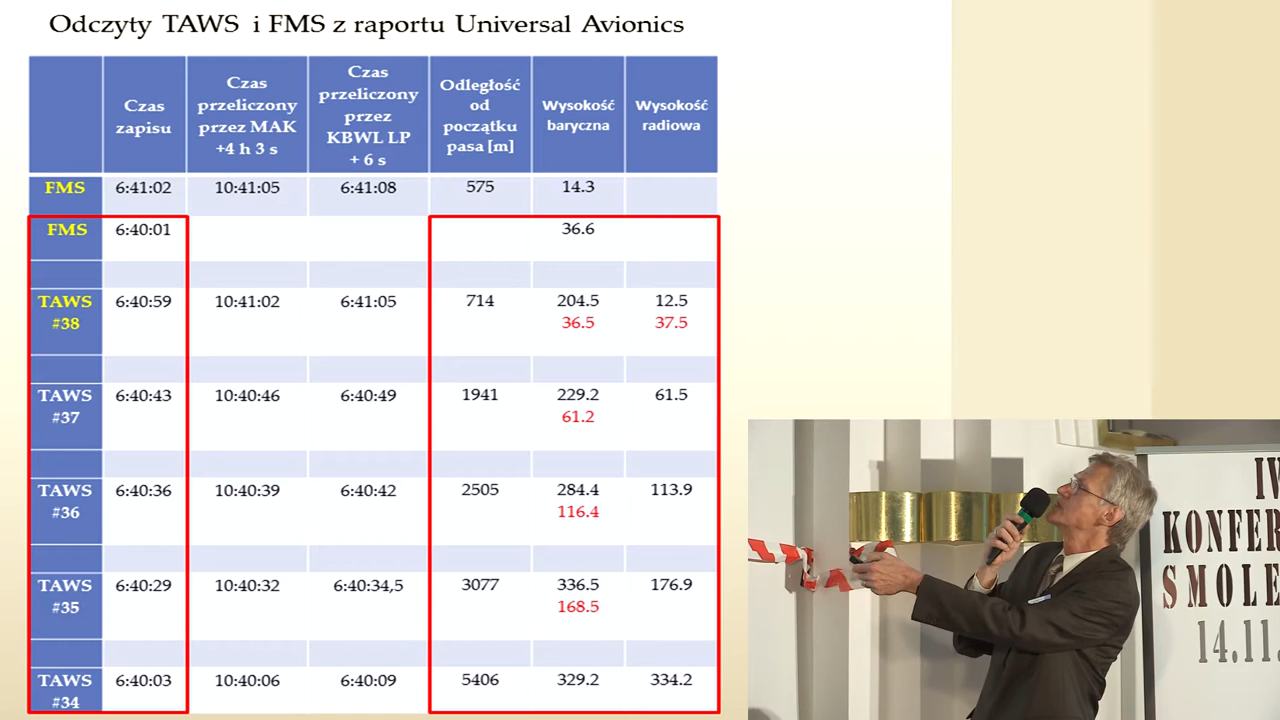 Odczyty TAWS i FMS z raportu Universal Avionics
Czas zapisu
Czas przeliczony przez MAK +4 h 3 s
Czas przeliczony przez KBWL LP + 6 s
Odległość od początku pasa [m]
Wysokość baryczna
Wysokość radiowa
FMS 6:41:02 10:41:05 6:41:08 575 14.3
FMS 6:40:01 36.6
TAWS 6:40:59 10:41:02 6:41:05 714 204.5 12.5
#38 36.5 37.5
TAWS 6:40:43 10:40:46 6:40:49 1941 229.2 61.5
#37 61.2
TAWS 6:40:36 10:40:39 6:40:42 2505 284.4 113.9
#36 116.4
TAWS 6:40:29 10:40:32 6:40:34,5 3077 336.5 176.9
#35 168.5
TAWS 6:40:03 10:40:06 6:40:09 5406 329.2 334.2
#34
IV
KONFER
SMOLE
14.11.